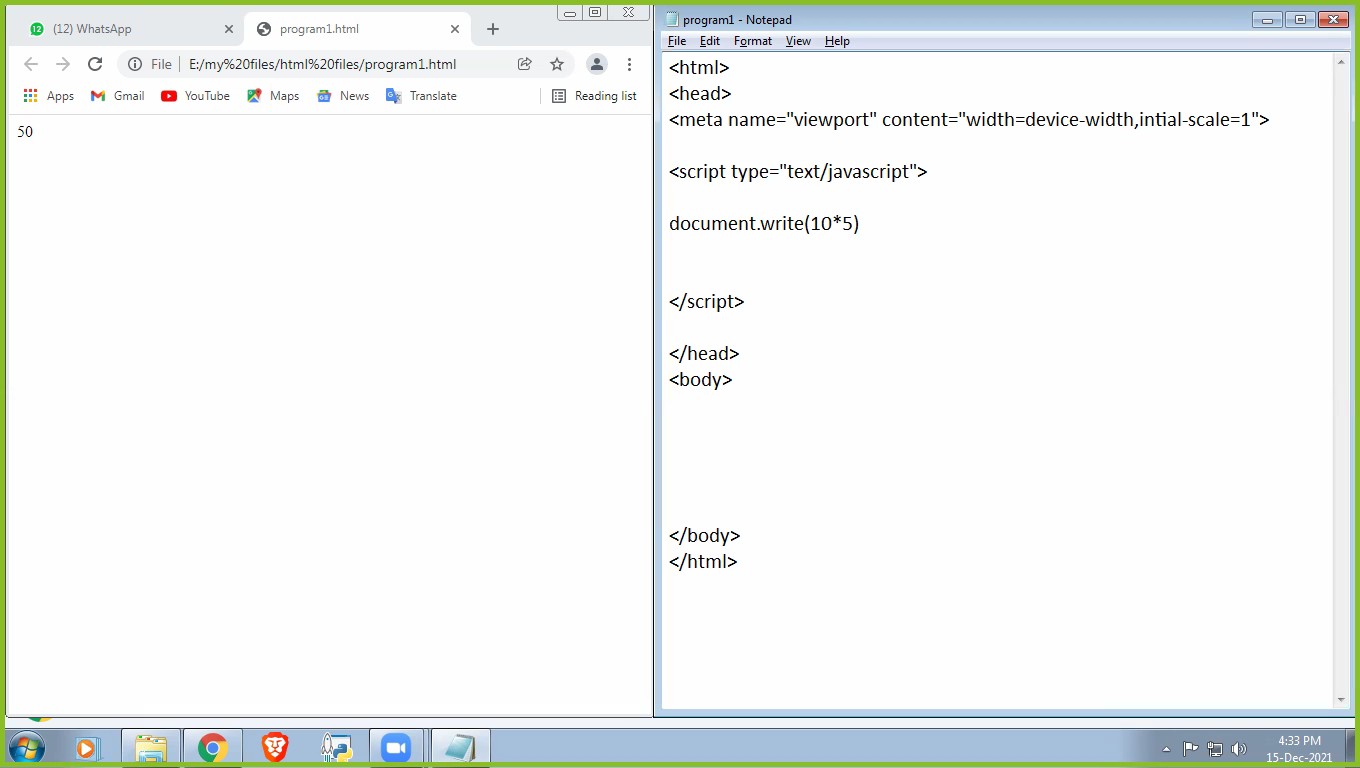 12 (12) WhatsApp
program1.html
File E:/my%20files/html%20files/program1.html
Apps Gmail YouTube Maps News Translate Reading list
50
program1 - Notepad
File Edit Format View Help
<html>
<head>
<meta name="viewport" content="width=device-width,intial-scale=1">
<script type="text/javascript">
document.write(10*5)
</script>
</head>
<body>
</body>
</html>
4:33 PM
15-Dec-2021